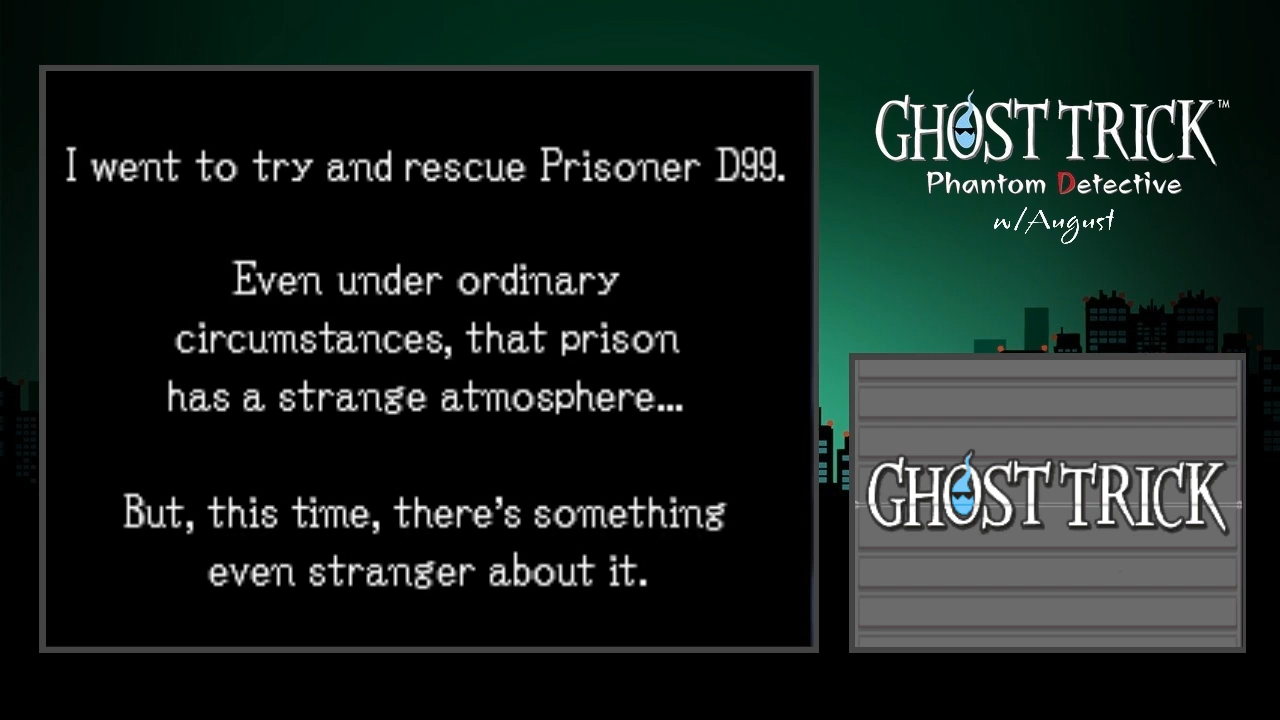 I went to try and rescue Prisoner D99.
Even under ordinary
circumstances, that prison
has a strange atmosphere...
But, this time, there's something
even stranger about it.
GHOST TRICK™
Phantom Detective
w/August
GHOST TRICK